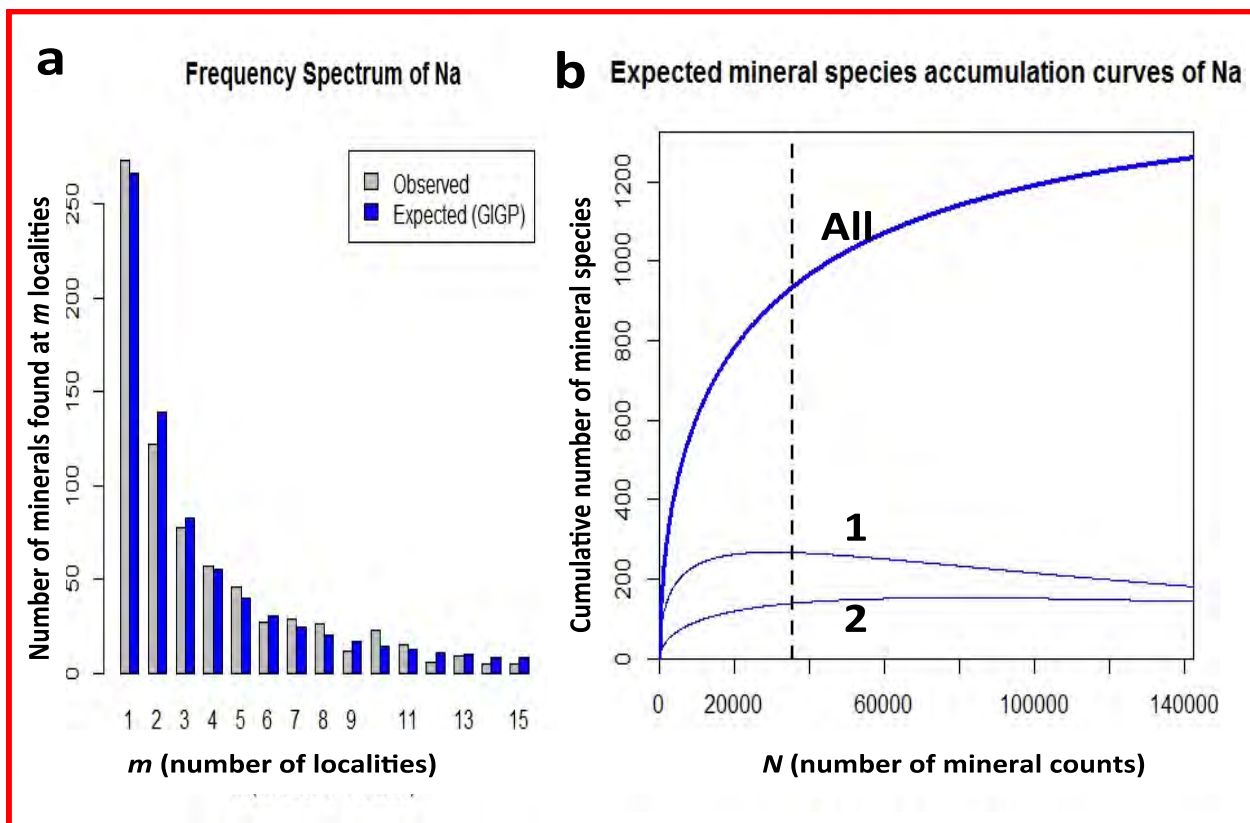 a
Frequency Spectrum of Na
Observed
Expected (GIGP)
Number of minerals found at m localities
0
50
100
150
200
250
1 2 3 4 5 6 7 8 9 11 13 15
m (number of localities)
b
Expected mineral species accumulation curves of Na
Cumulative number of mineral species
0
200
400
600
800
1000
1200
All
1
2
0 20000 60000 100000 140000
N (number of mineral counts)